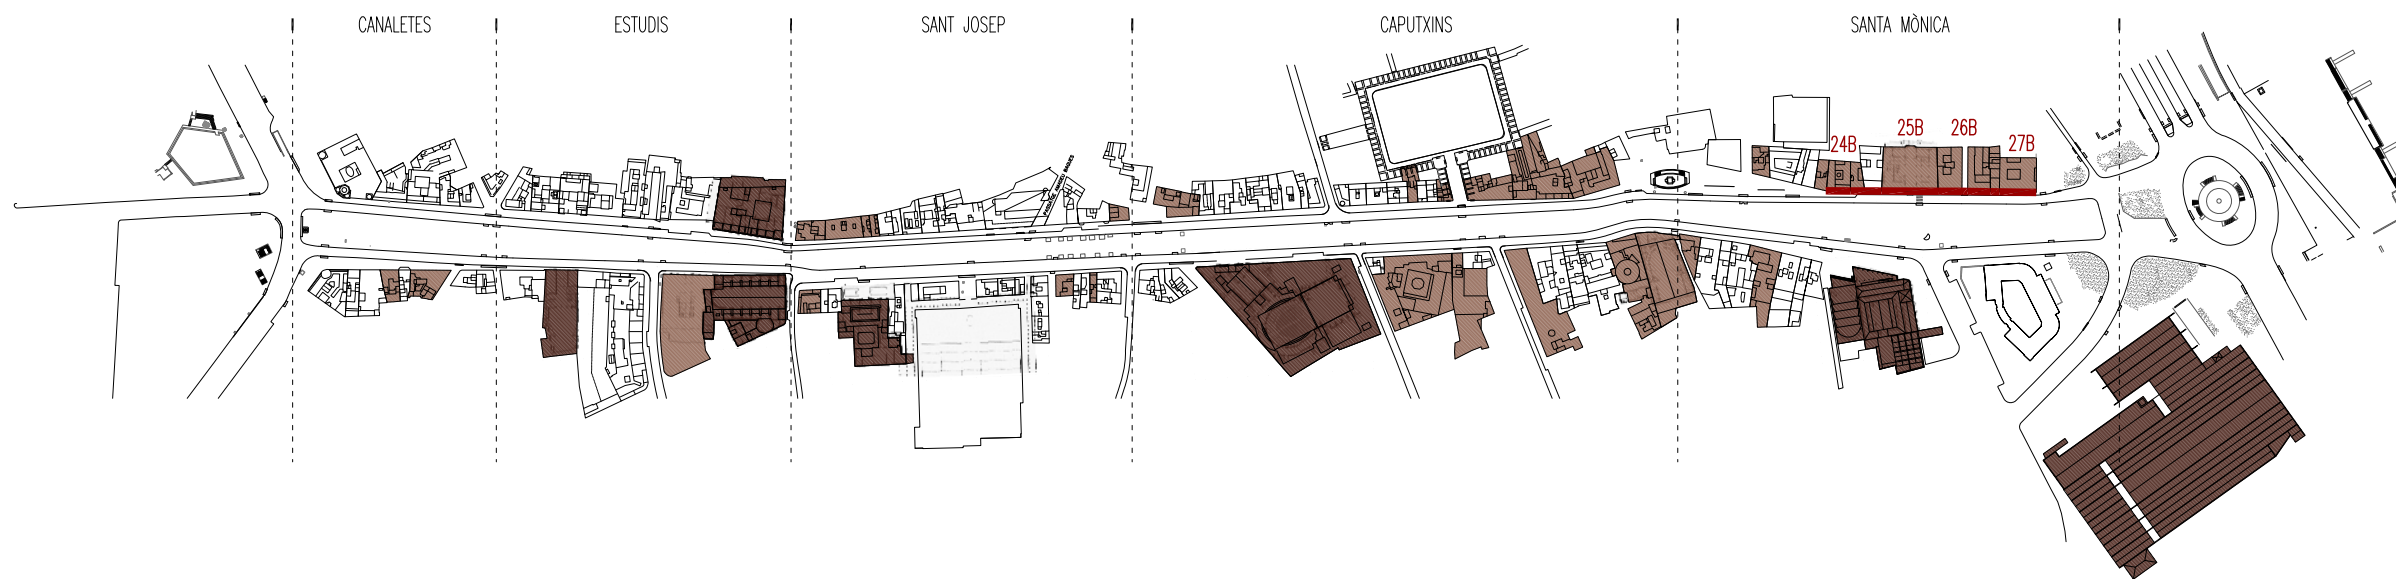 CANALETES
ESTUDIS
SANT JOSEP
CAPUTXINS
SANTA MÒNICA
24B
25B
26B
27B